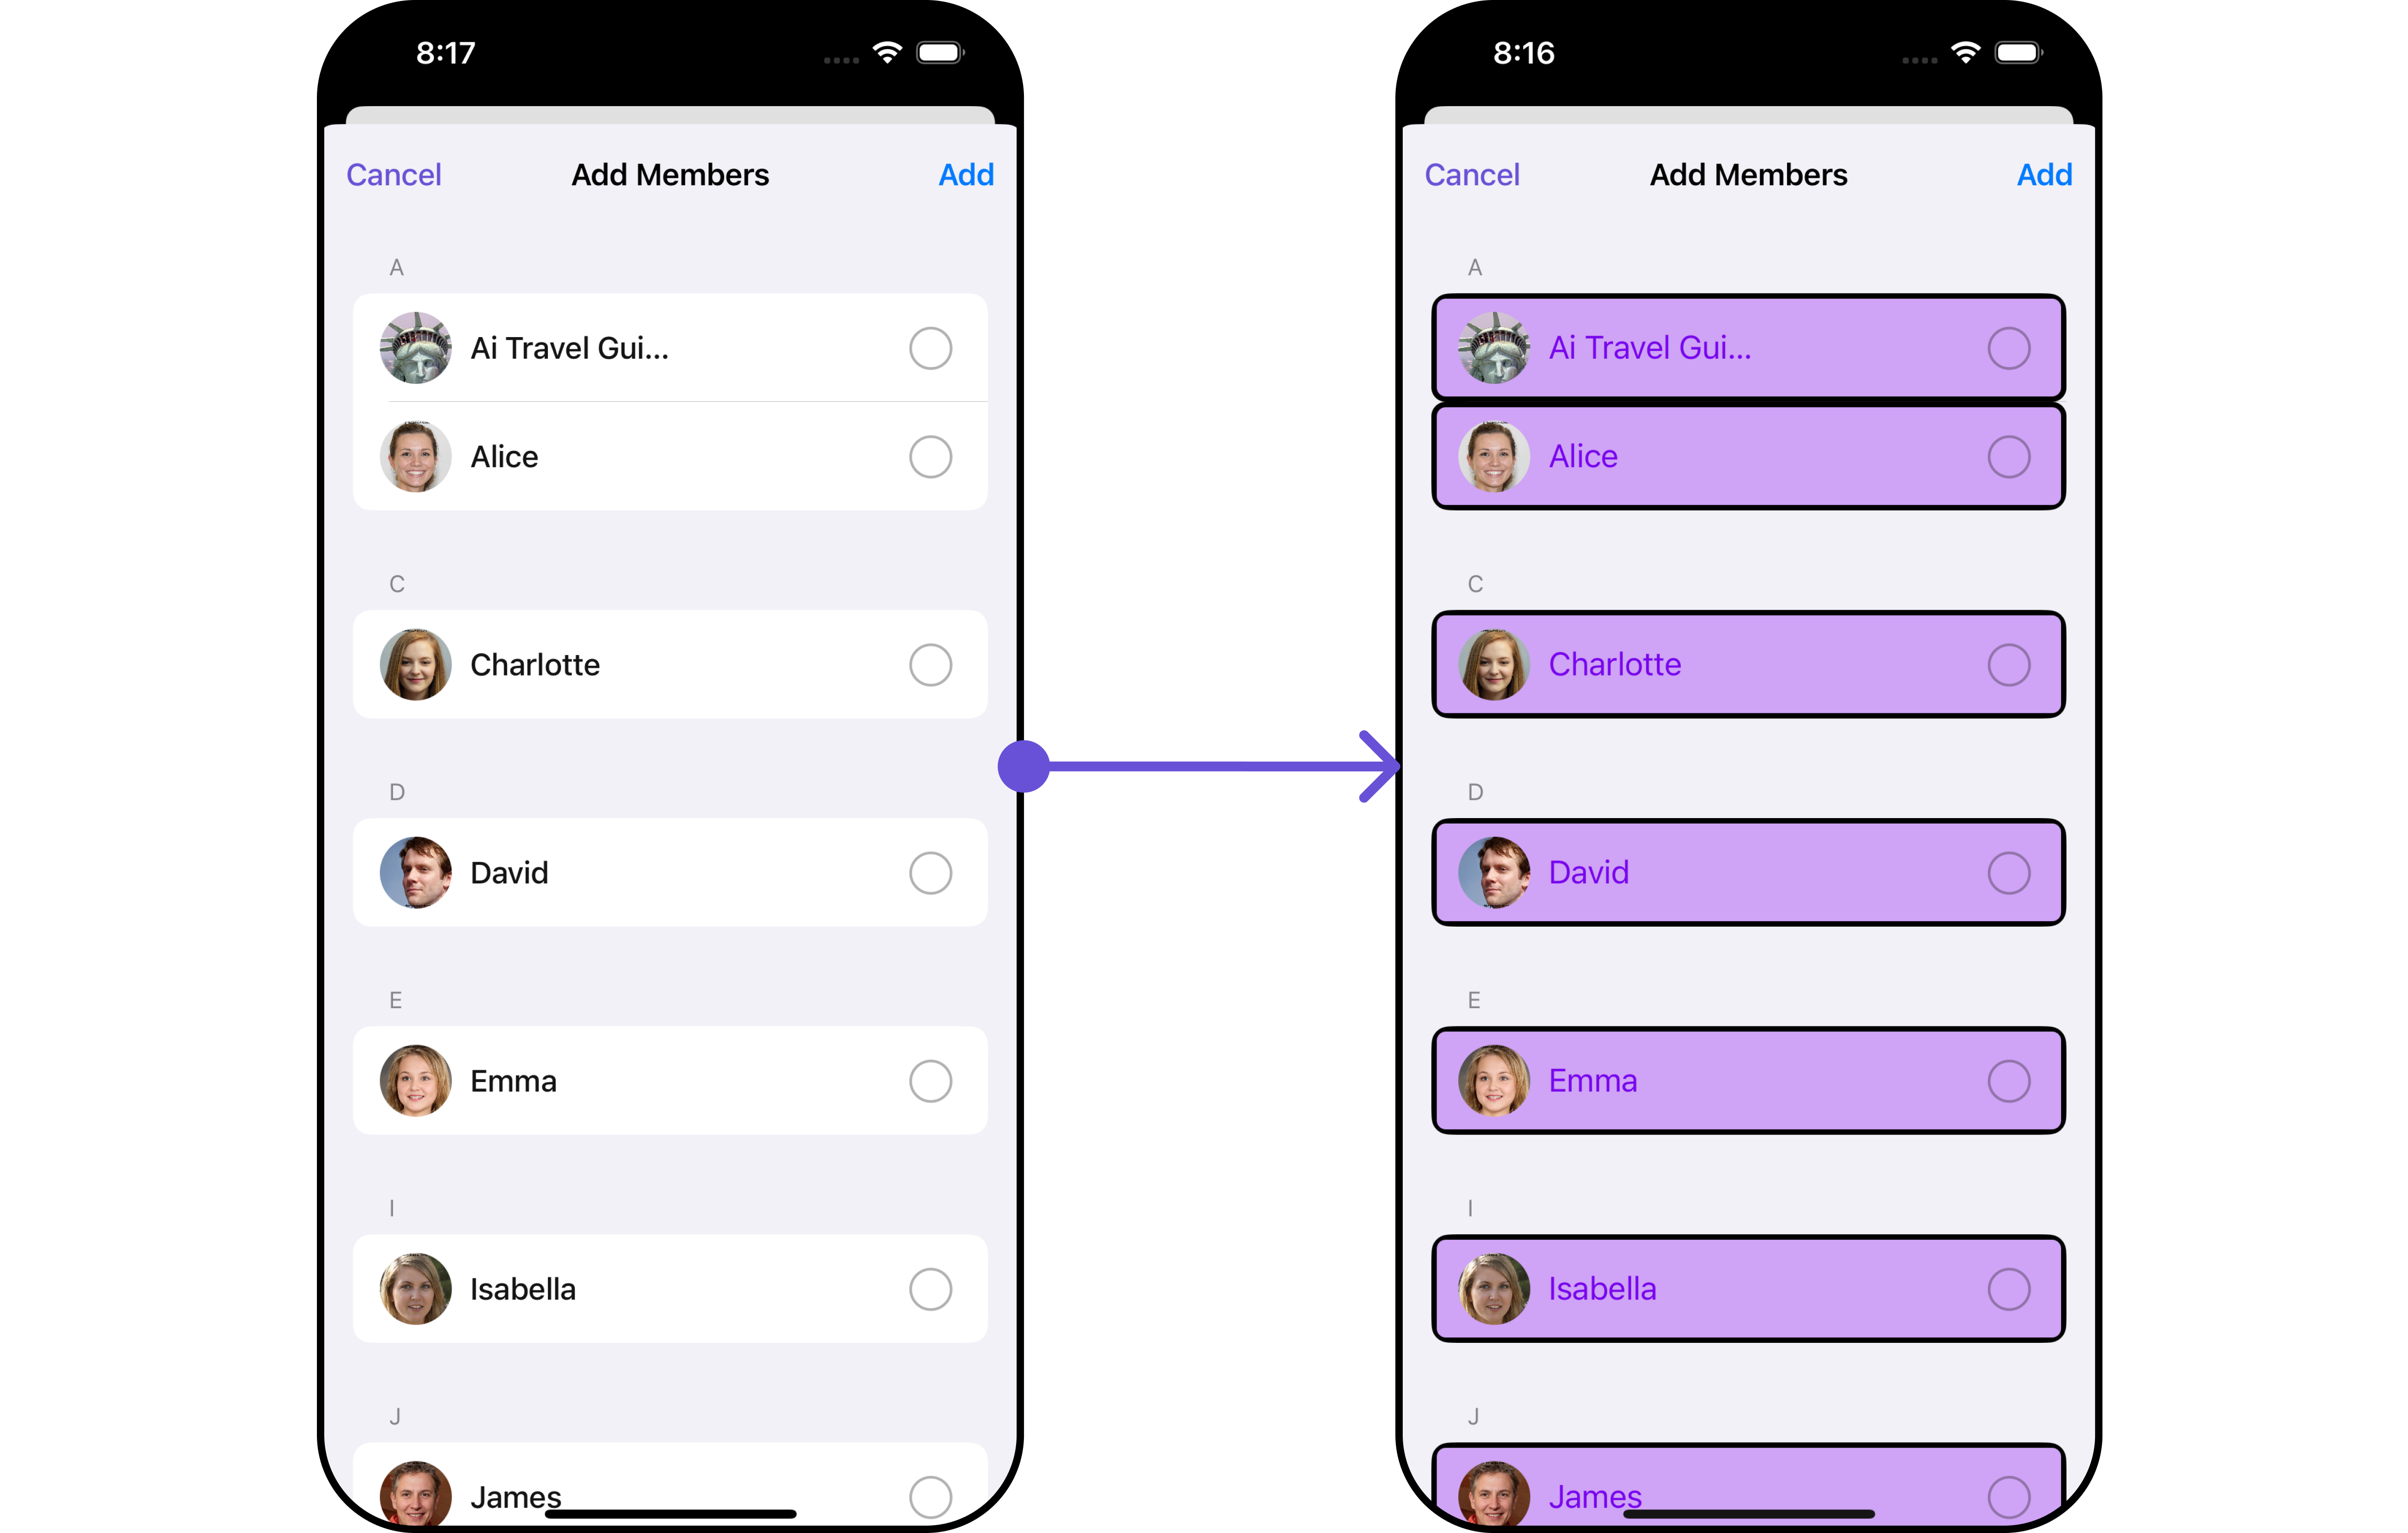 8:17
Cancel Add Members Add
A
Ai Travel Gui...
Alice
C
Charlotte
D
David
E
Emma
I
Isabella
J
James
8:16
Cancel Add Members Add
A
Ai Travel Gui...
Alice
C
Charlotte
D
David
E
Emma
I
Isabella
J
James